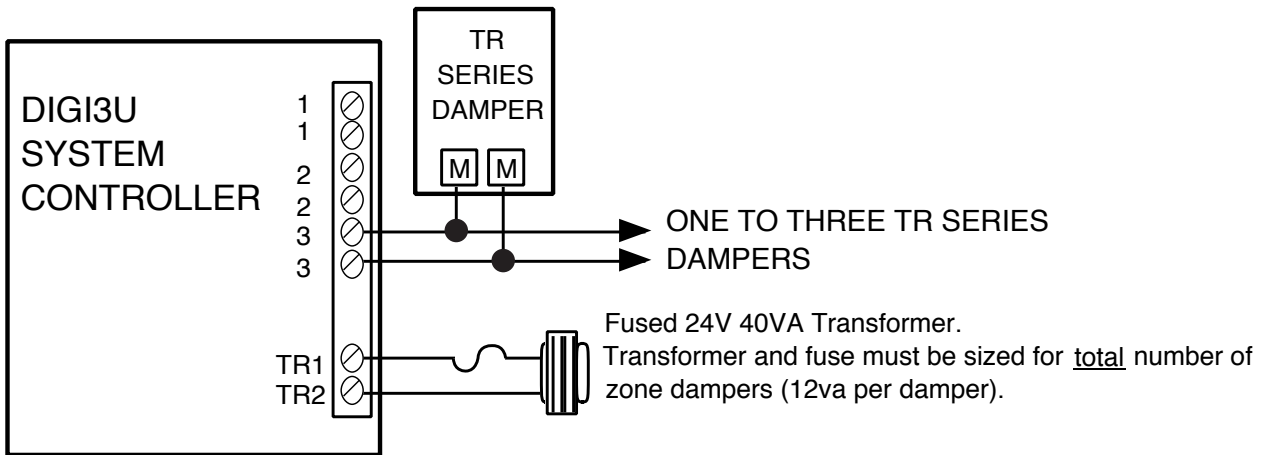 TR
SERIES
DAMPER
M M
DIGI3U
SYSTEM
CONTROLLER
1
1
2
2
3
3
TR1
TR2
ONE TO THREE TR SERIES
DAMPERS
Fused 24V 40VA Transformer.
Transformer and fuse must be sized for total number of
zone dampers (12va per damper).